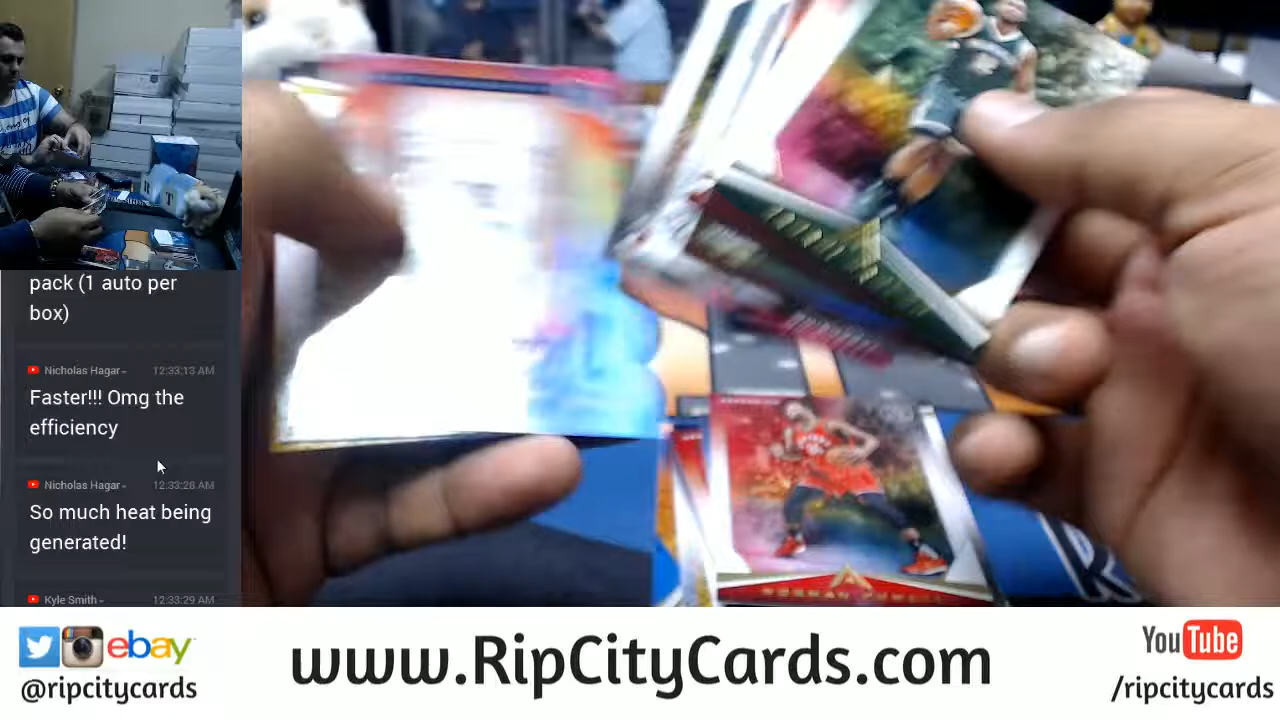 pack (1 auto per
box)
Nicholas Hagar
12:33:13 AM
Faster!!! Omg the
efficiency
Nicholas Hagar
12:33:28 AM
So much heat being
generated!
Kyle Smith
12:33:29 AM
ebay
@ripcitycards
www.RipCityCards.com
YouTube
/ripcitycards